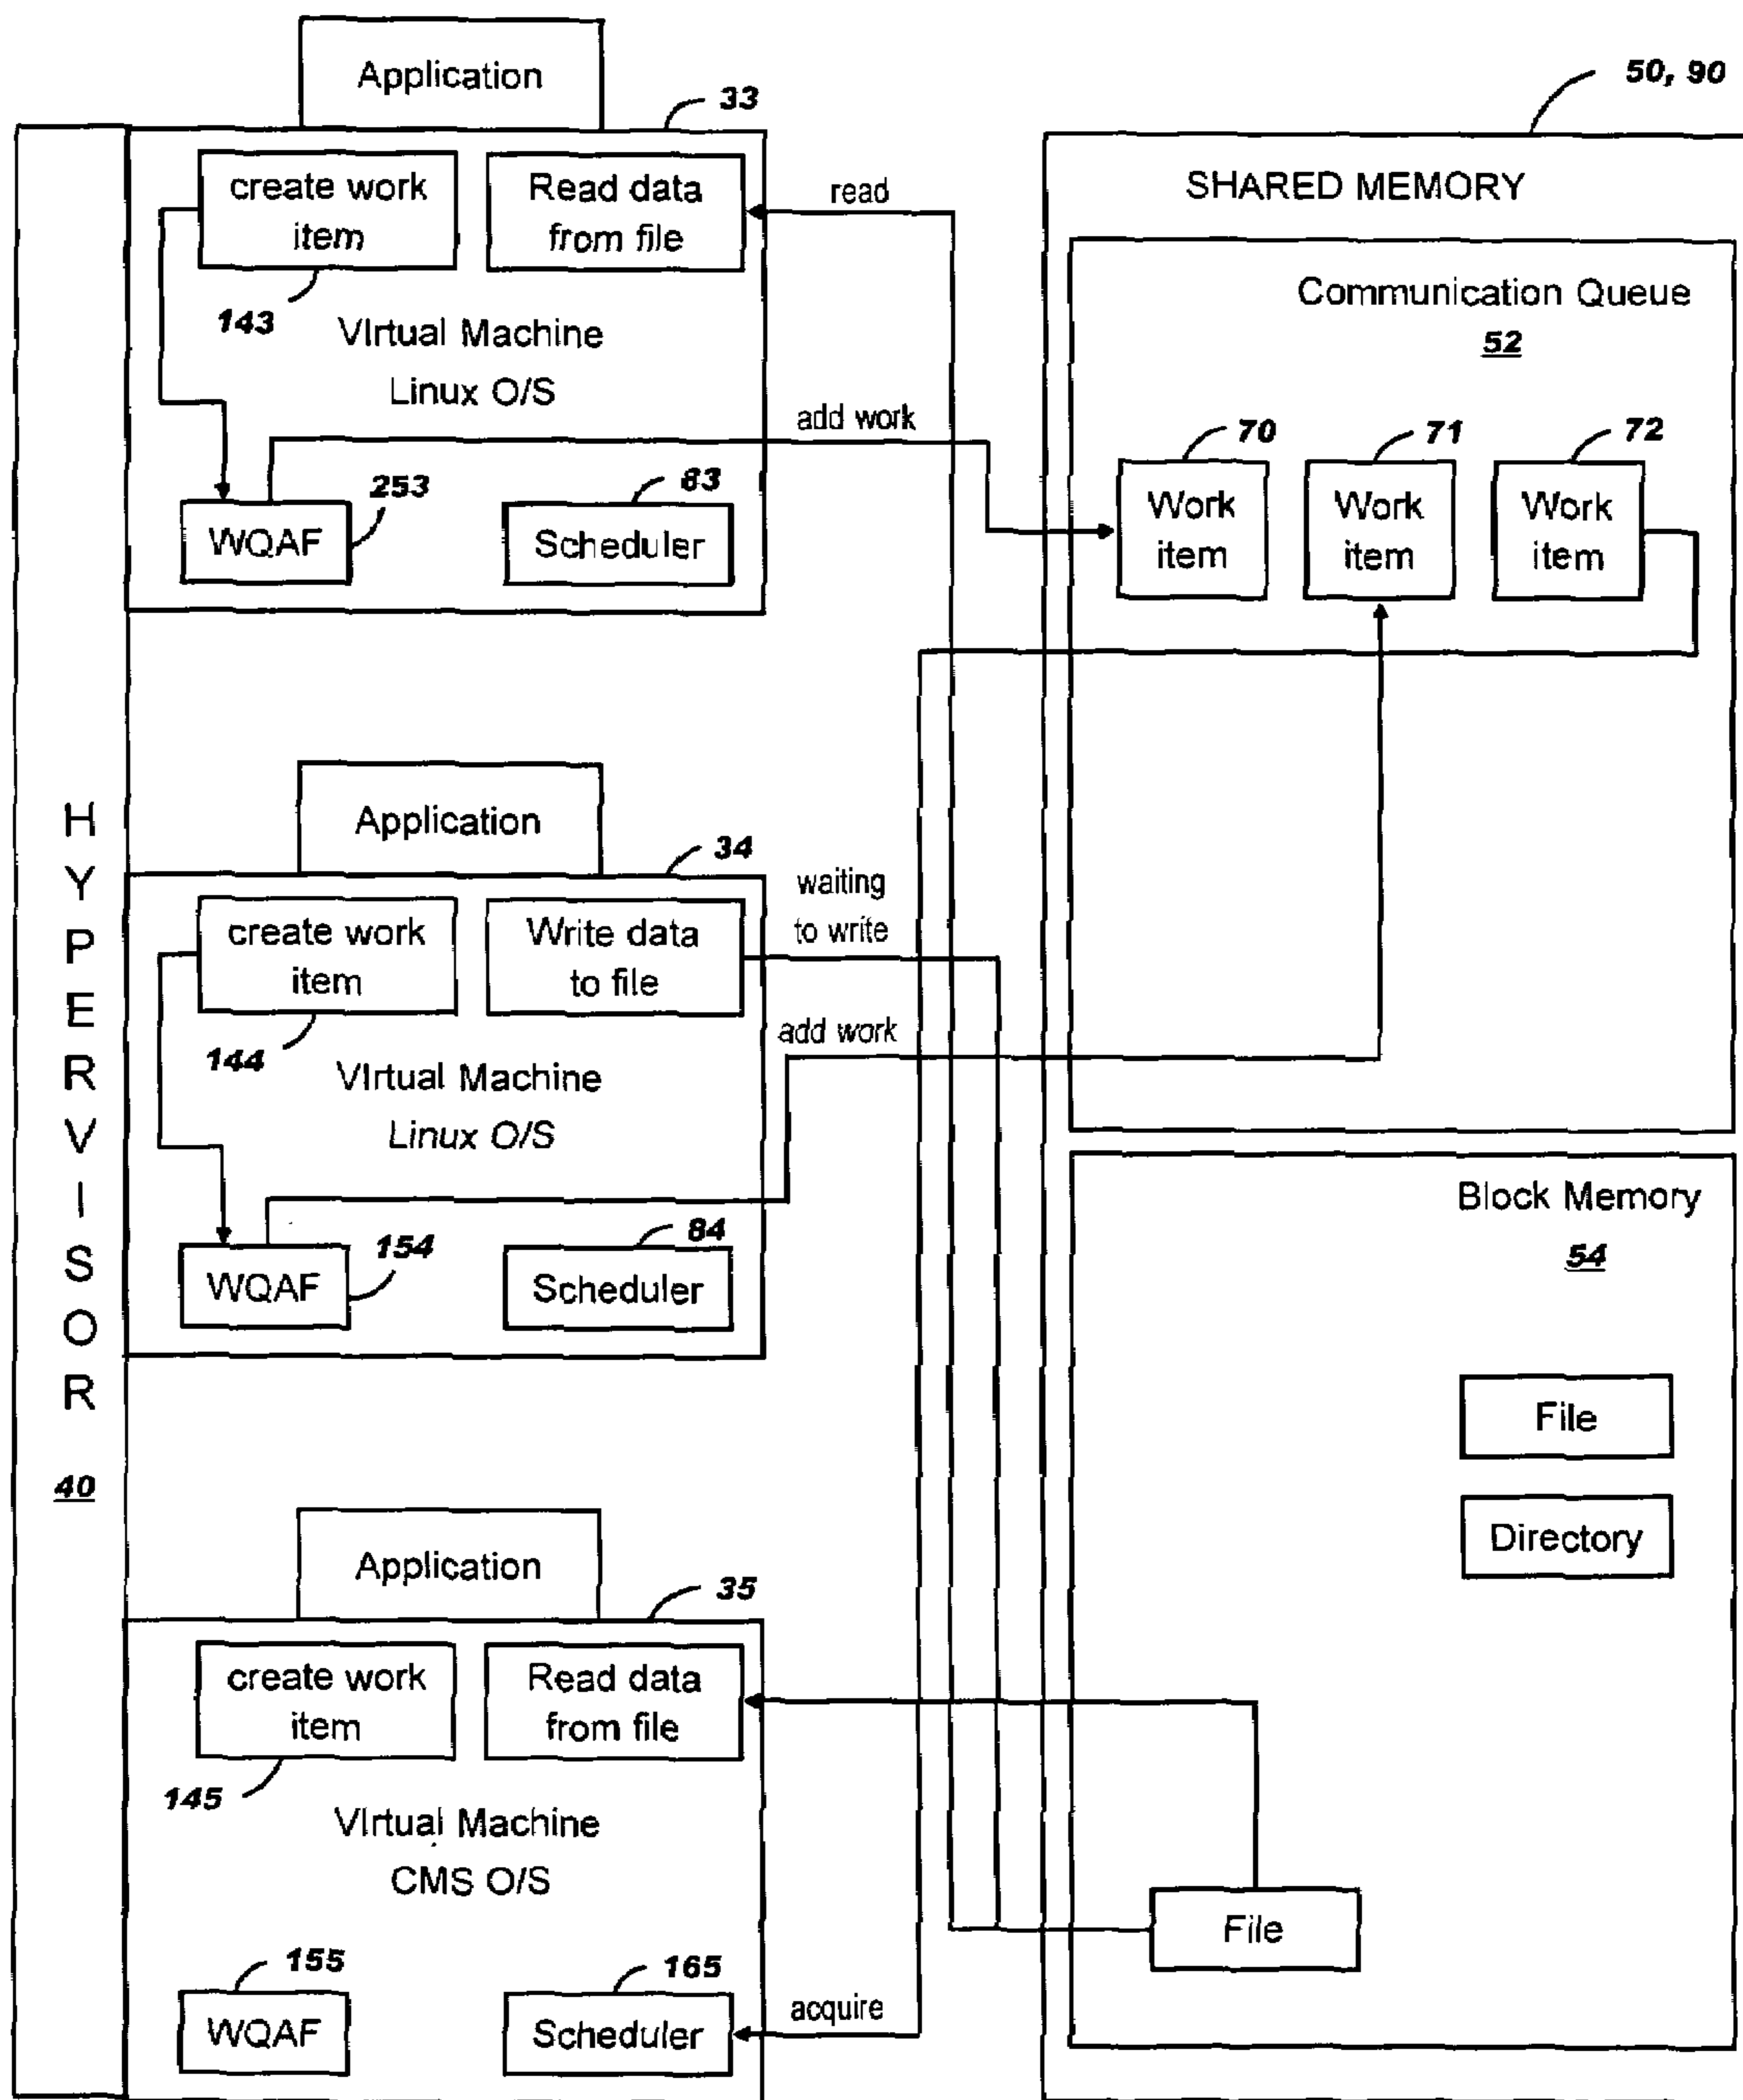 Application
33
create work
item
143
Read data
from file
VIrtual Machine
Linux O/S
WQAF
253
83
Scheduler
read
add work
50, 90
SHARED MEMORY
Communication Queue
52
70
Work
item
71
Work
item
72
Work
item
HYPERVISOR
40
Application
34
create work
item
144
Write data
to file
VIrtual Machine
Linux O/S
WQAF
154
84
Scheduler
waiting
to write
add work
Block Memory
54
File
Directory
File
Application
35
create work
item
145
Read data
from file
VIrtual Machine
CMS O/S
155
WQAF
165
Scheduler
acquire